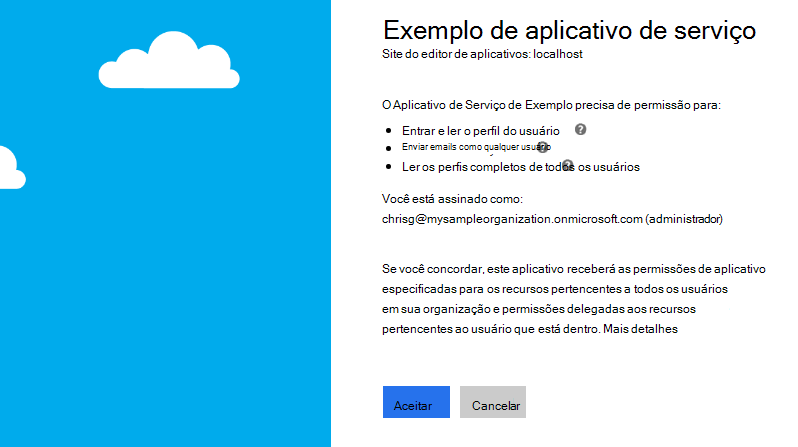 Exemplo de aplicativo de serviço
Site do editor de aplicativos: localhost
O Aplicativo de Serviço de Exemplo precisa de permissão para:
Entrar e ler o perfil do usuário ?
Enviar emails como qualquer usuário ?
Ler os perfis completos de todos os usuários ?
Você está assinado como:
chrisg@mysampleorganization.onmicrosoft.com (administrador)
Se você concordar, este aplicativo receberá as permissões de aplicativo
especificadas para os recursos pertencentes a todos os usuários
em sua organização e permissões delegadas aos recursos
pertencentes ao usuário que está dentro. Mais detalhes
Aceitar Cancelar